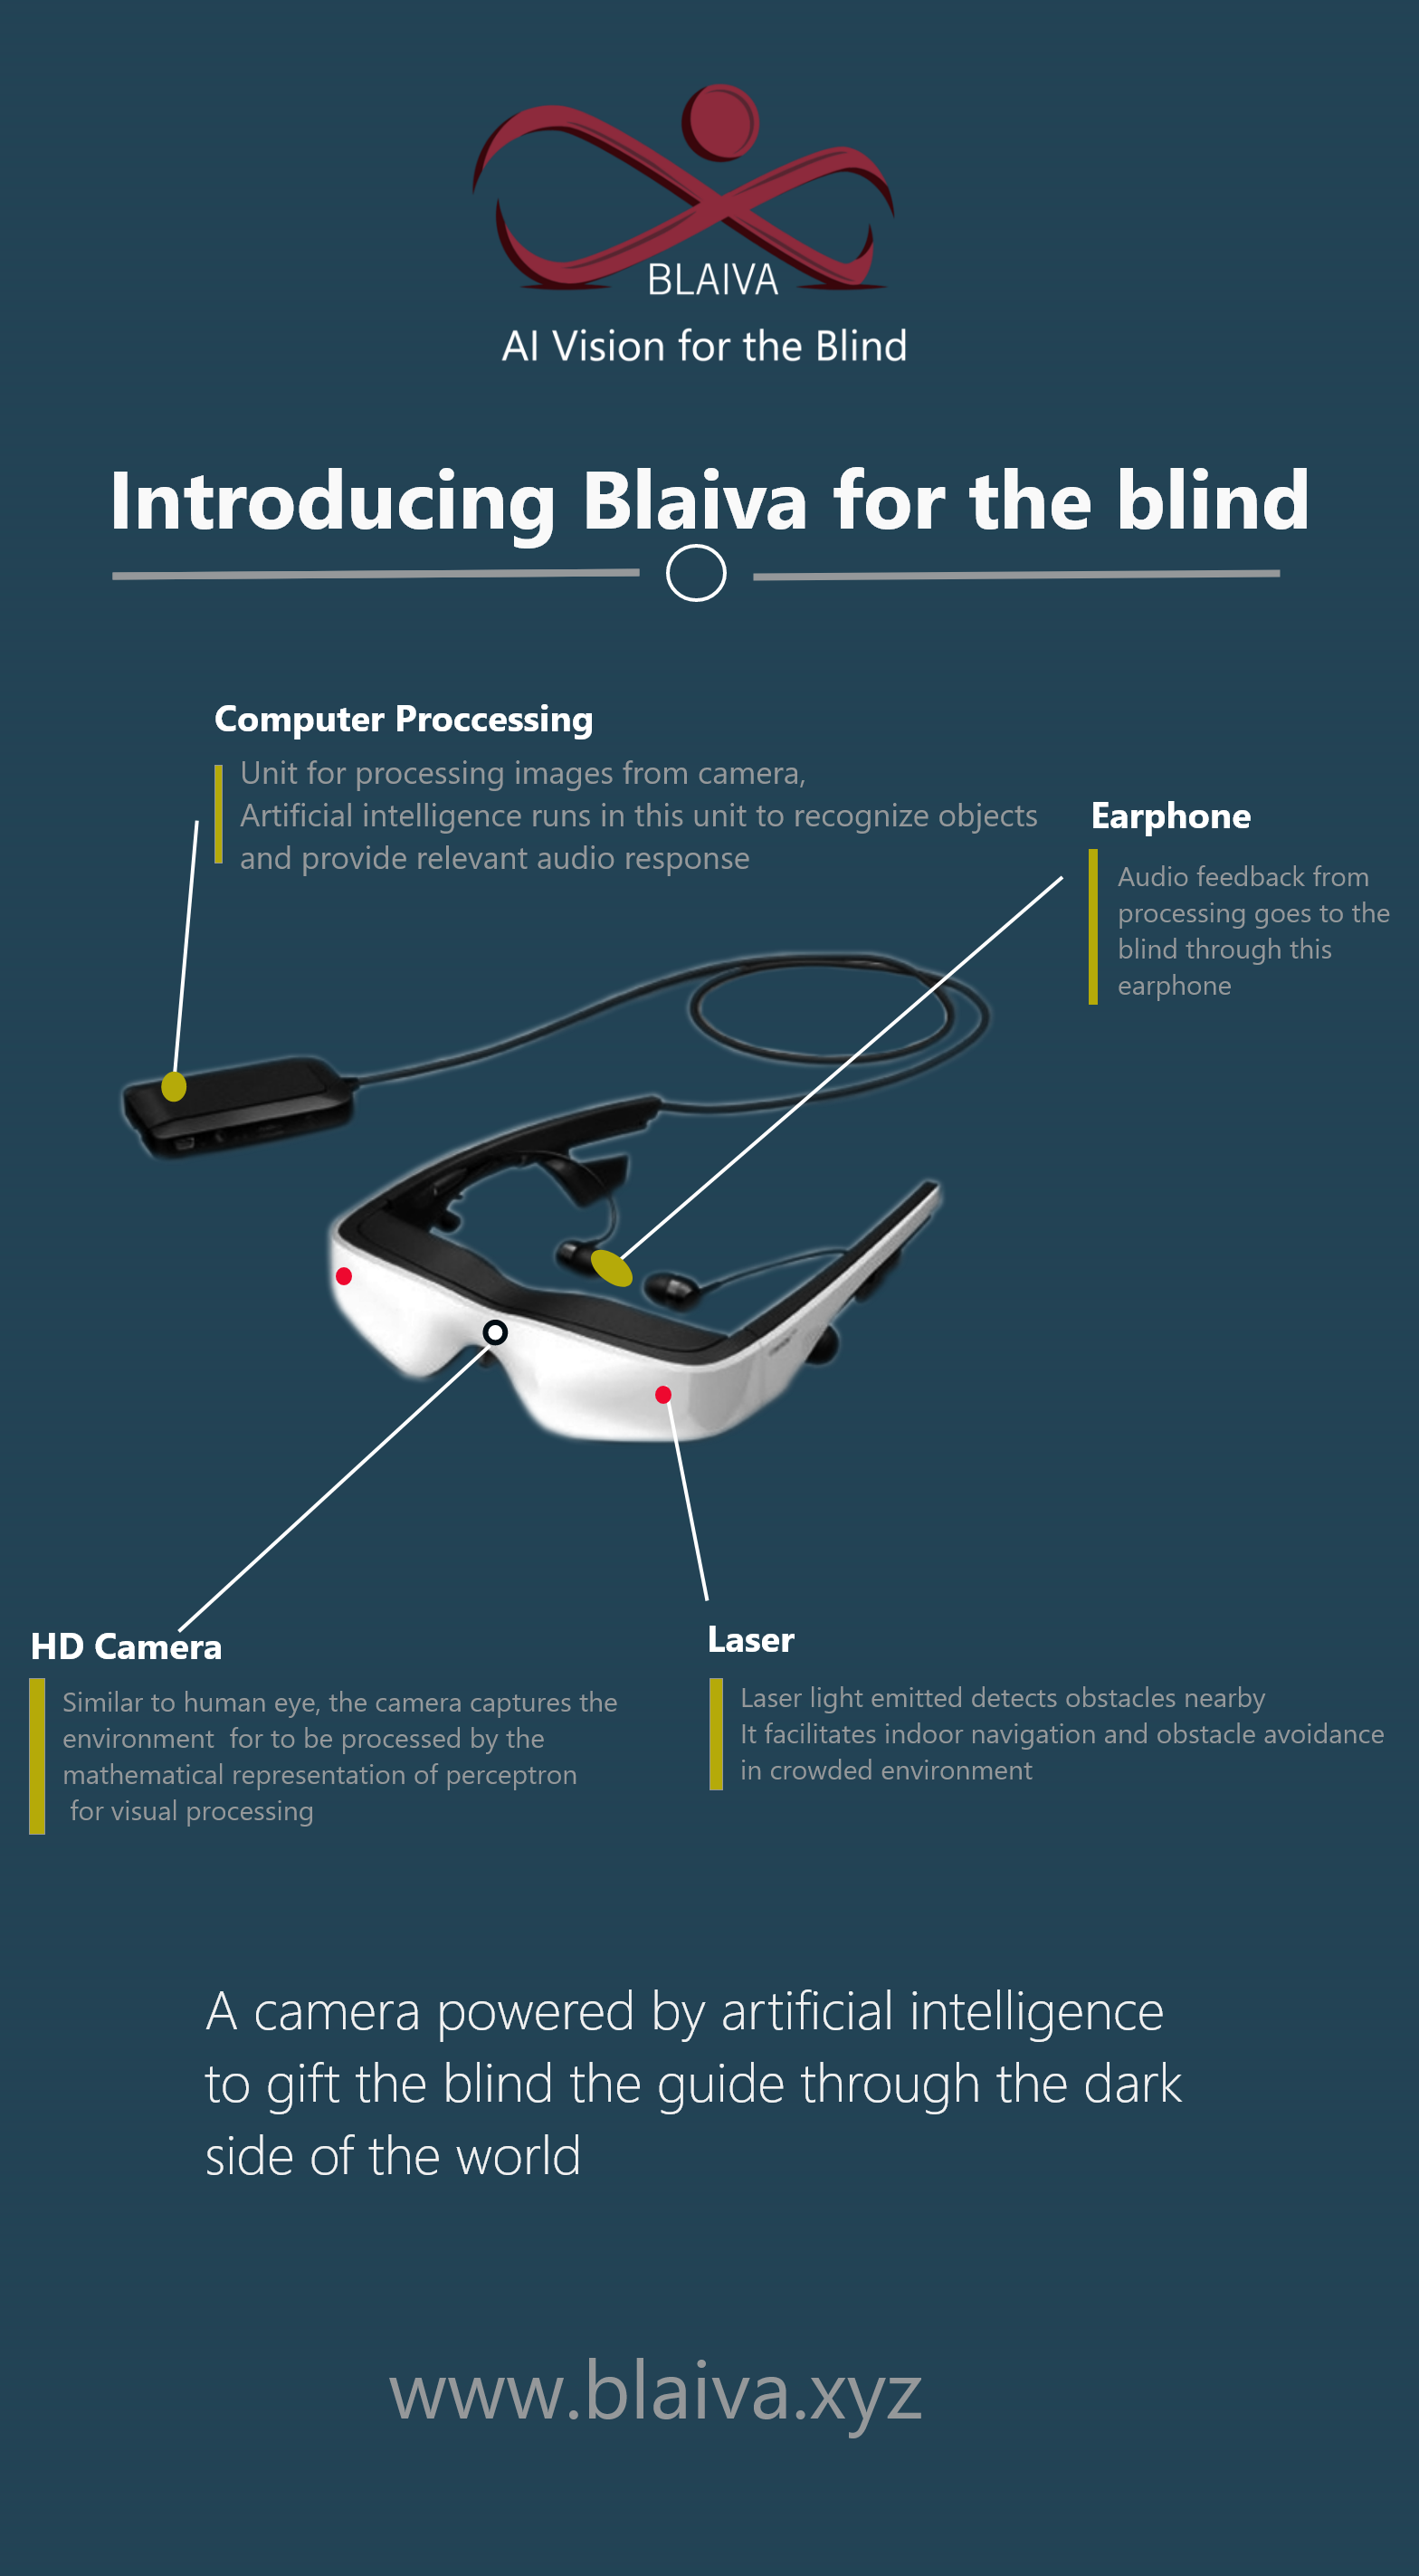 BLAIVA
AI Vision for the Blind
Introducing Blaiva for the blind
Computer Proccessing
Unit for processing images from camera,
Artificial intelligence runs in this unit to recognize objects
and provide relevant audio response
Earphone
Audio feedback from
processing goes to the
blind through this
earphone
HD Camera
Similar to human eye, the camera captures the
environment  for to be processed by the
mathematical representation of perceptron
for visual processing
Laser
Laser light emitted detects obstacles nearby
It facilitates indoor navigation and obstacle avoidance
in crowded environment
A camera powered by artificial intelligence
to gift the blind the guide through the dark
side of the world
www.blaiva.xyz